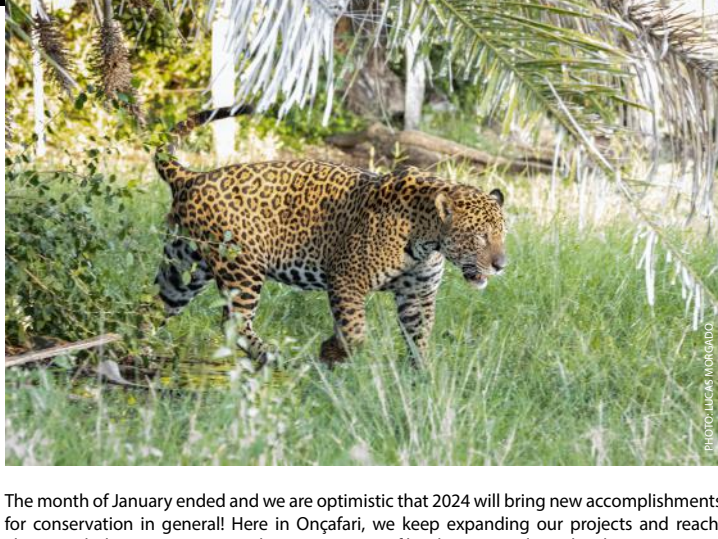 PHOTO: LUCAS MORGADO
The month of January ended and we are optimistic that 2024 will bring new accomplishments
for conservation in general! Here in Onçafari, we keep expanding our projects and reach